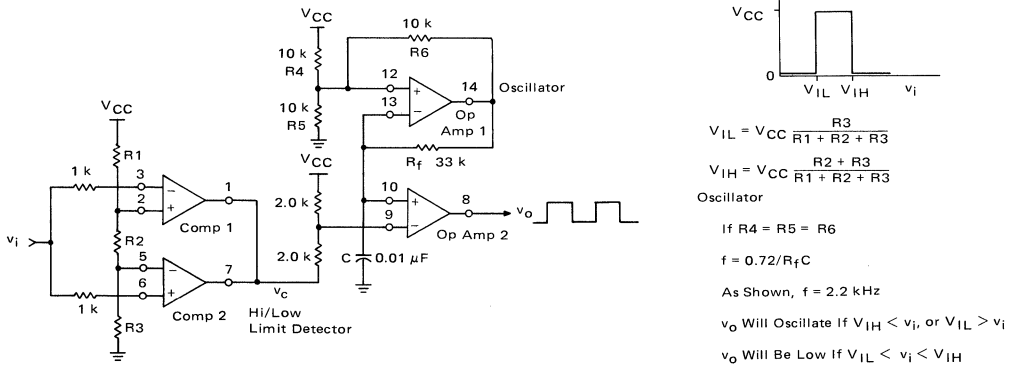 VCC
10 k
R4
10 k
R5
10 k
R6
12
13
14
Oscillator
Op
Amp 1
Rf 33 k
VCC
R1
1 k
3
2
1
Comp 1
vi
R2
5
6
7
Comp 2
1 k
R3
vC
Hi/Low
Limit Detector
VCC
2.0 k
2.0 k
10
9
8
Op Amp 2
vo
C 0.01 μF
VCC
0
VIL VIH vi
VIL = VCC R3 / R1 + R2 + R3
VIH = VCC R2 + R3 / R1 + R2 + R3
Oscillator
If R4 = R5 = R6
f = 0.72/RfC
As Shown, f = 2.2 kHz
vo Will Oscillate If VIH < vi, or VIL > vi
vo Will Be Low If VIL < vi < VIH